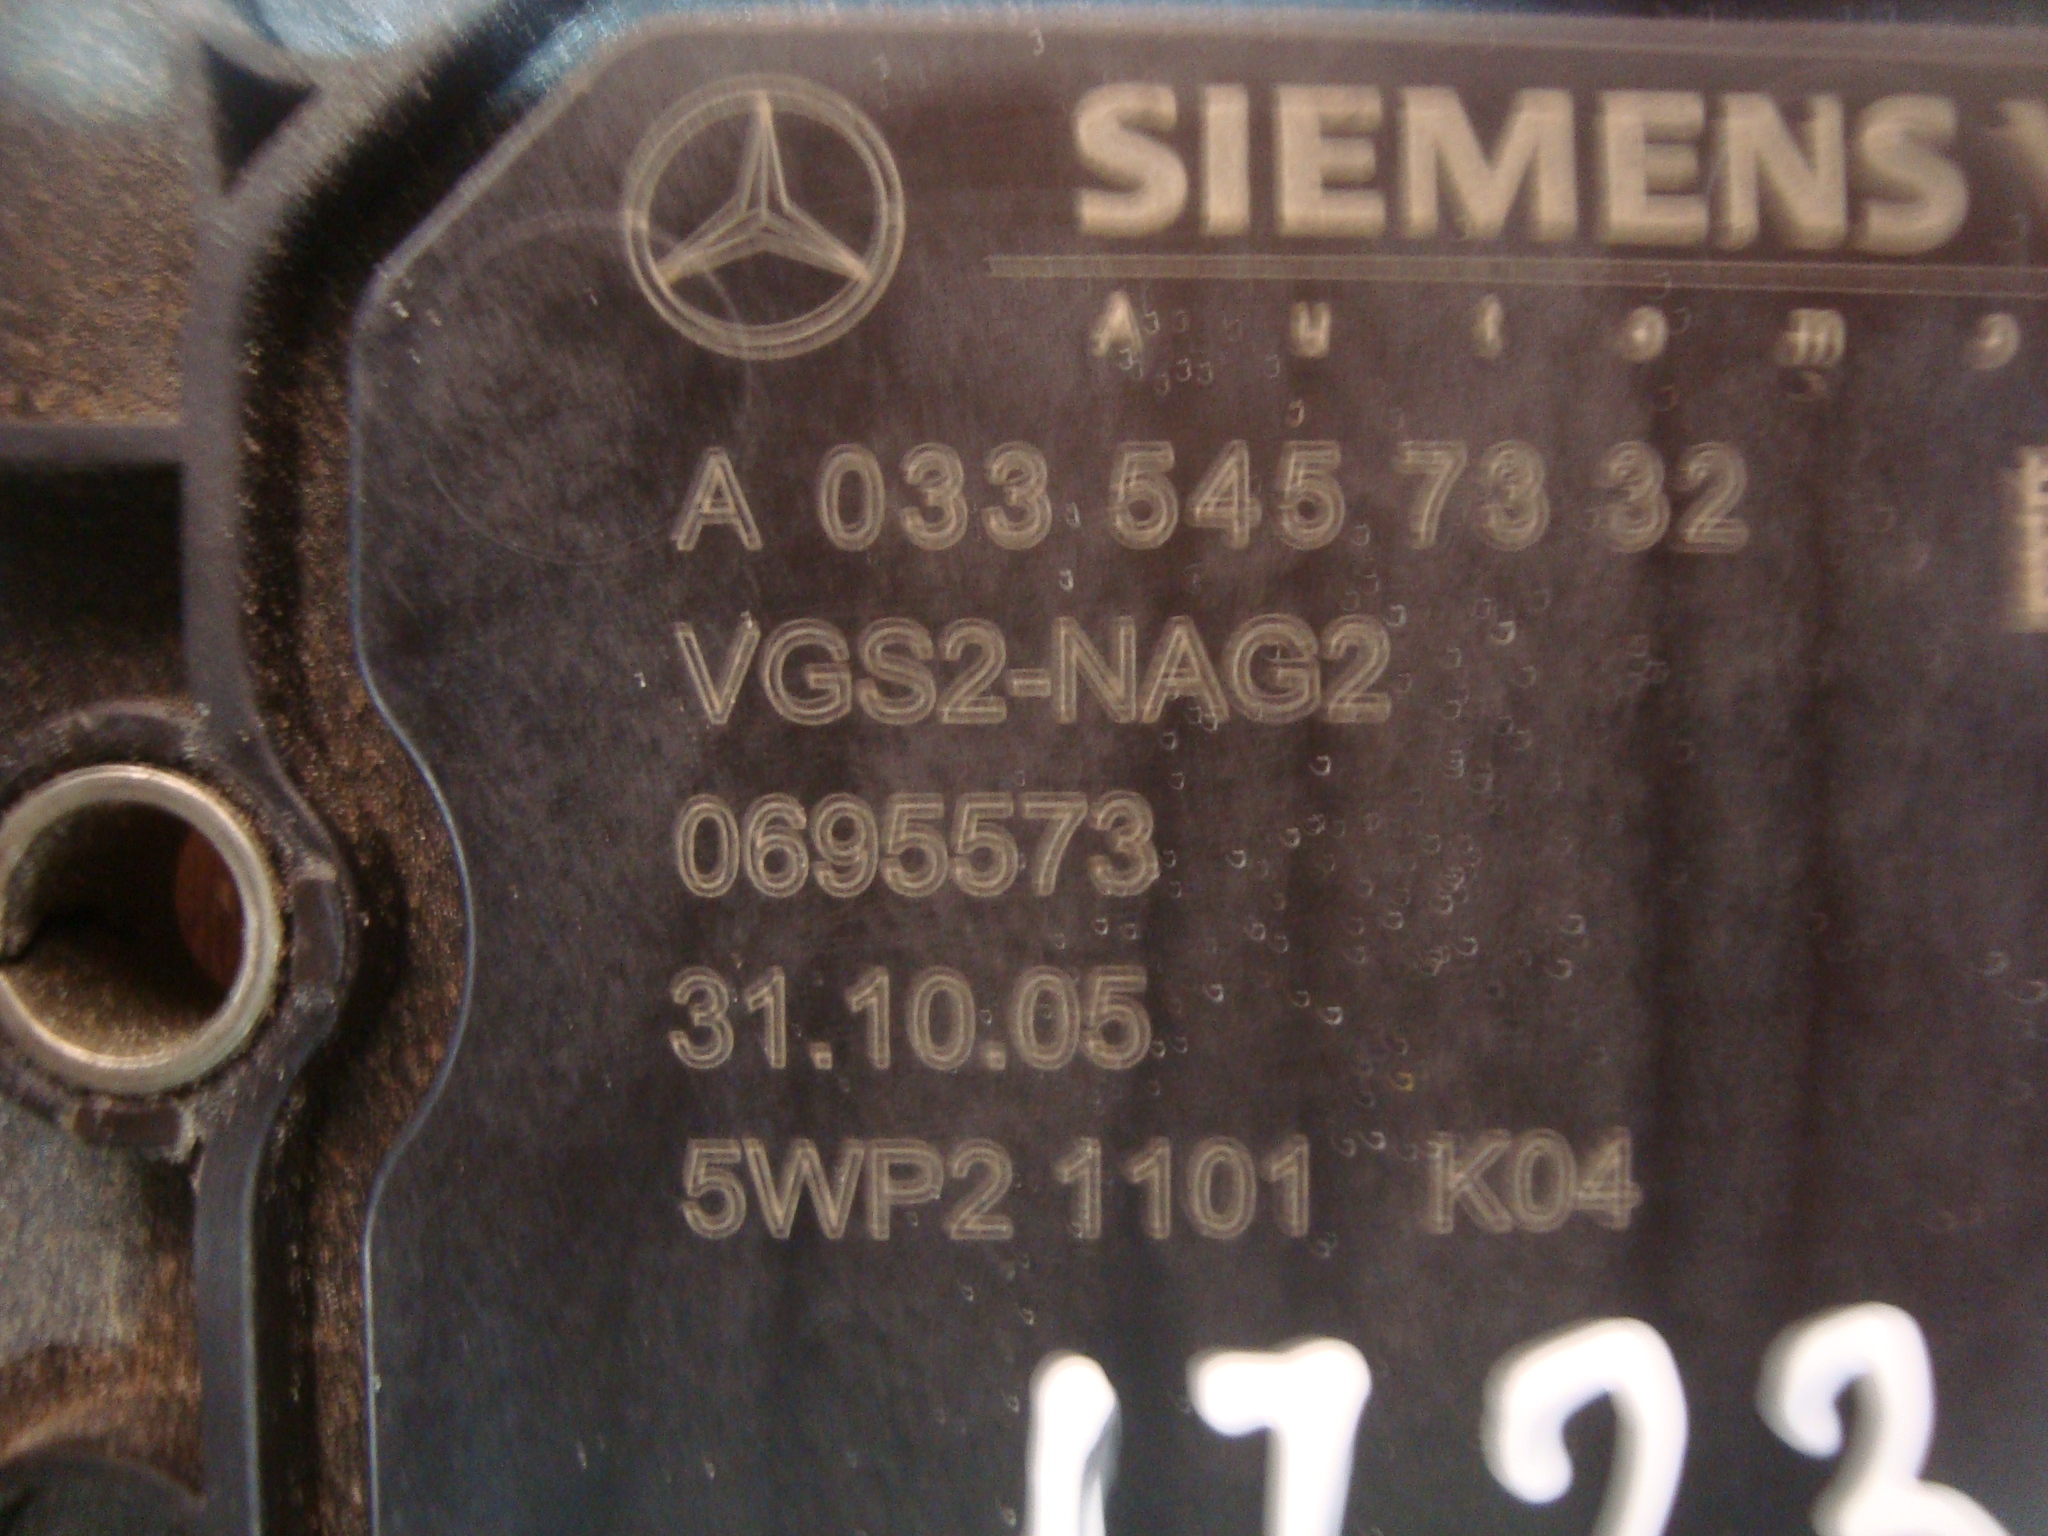 SIEMENS V
A u t o m o
A 033 545 73 32
VGS2-NAG2
0695573
31.10.05
5WP2 1101 K04